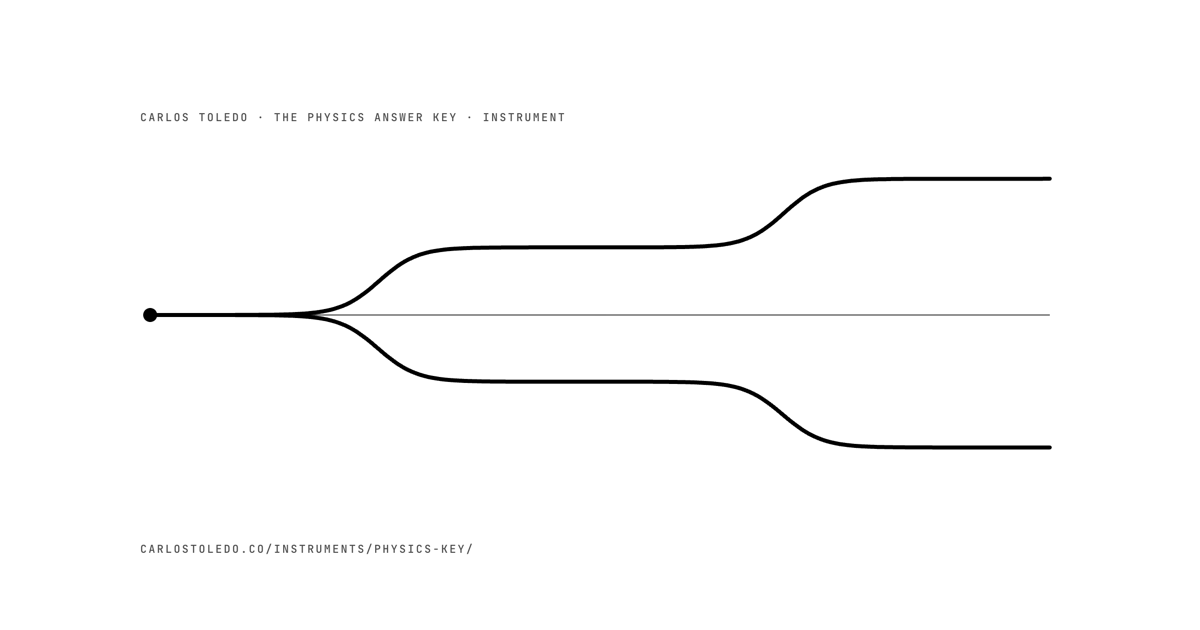 CARLOS TOLEDO · THE PHYSICS ANSWER KEY · INSTRUMENT
CARLOSTOLEDO.CO/INSTRUMENTS/PHYSICS-KEY/